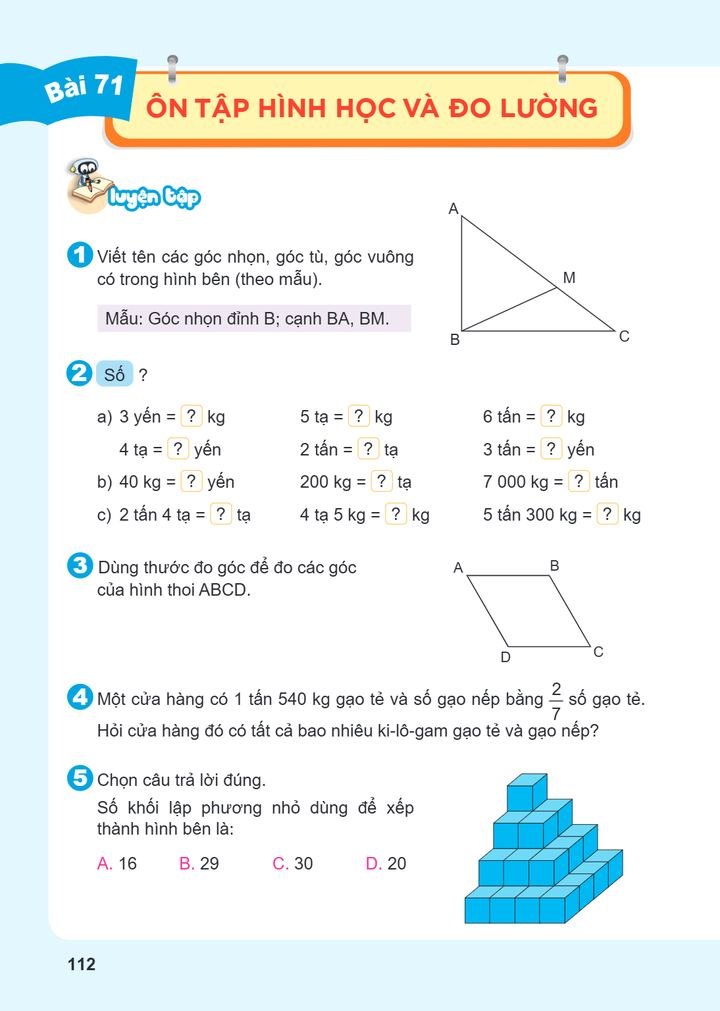 Bài 71
ÔN TẬP HÌNH HỌC VÀ ĐO LƯỜNG
luyện tập
1 Viết tên các góc nhọn, góc tù, góc vuông
có trong hình bên (theo mẫu).
Mẫu: Góc nhọn đỉnh B; cạnh BA, BM.
A
M
B
C
2 Số ?
a) 3 yến = ? kg 5 tạ = ? kg 6 tấn = ? kg
4 tạ = ? yến 2 tấn = ? tạ 3 tấn = ? yến
b) 40 kg = ? yến 200 kg = ? tạ 7 000 kg = ? tấn
c) 2 tấn 4 tạ = ? tạ 4 tạ 5 kg = ? kg 5 tấn 300 kg = ? kg
3 Dùng thước đo góc để đo các góc
của hình thoi ABCD.
A
B
D
C
4 Một cửa hàng có 1 tấn 540 kg gạo tẻ và số gạo nếp bằng 2/7 số gạo tẻ.
Hỏi cửa hàng đó có tất cả bao nhiêu ki-lô-gam gạo tẻ và gạo nếp?
5 Chọn câu trả lời đúng.
Số khối lập phương nhỏ dùng để xếp
thành hình bên là:
A. 16 B. 29 C. 30 D. 20
112